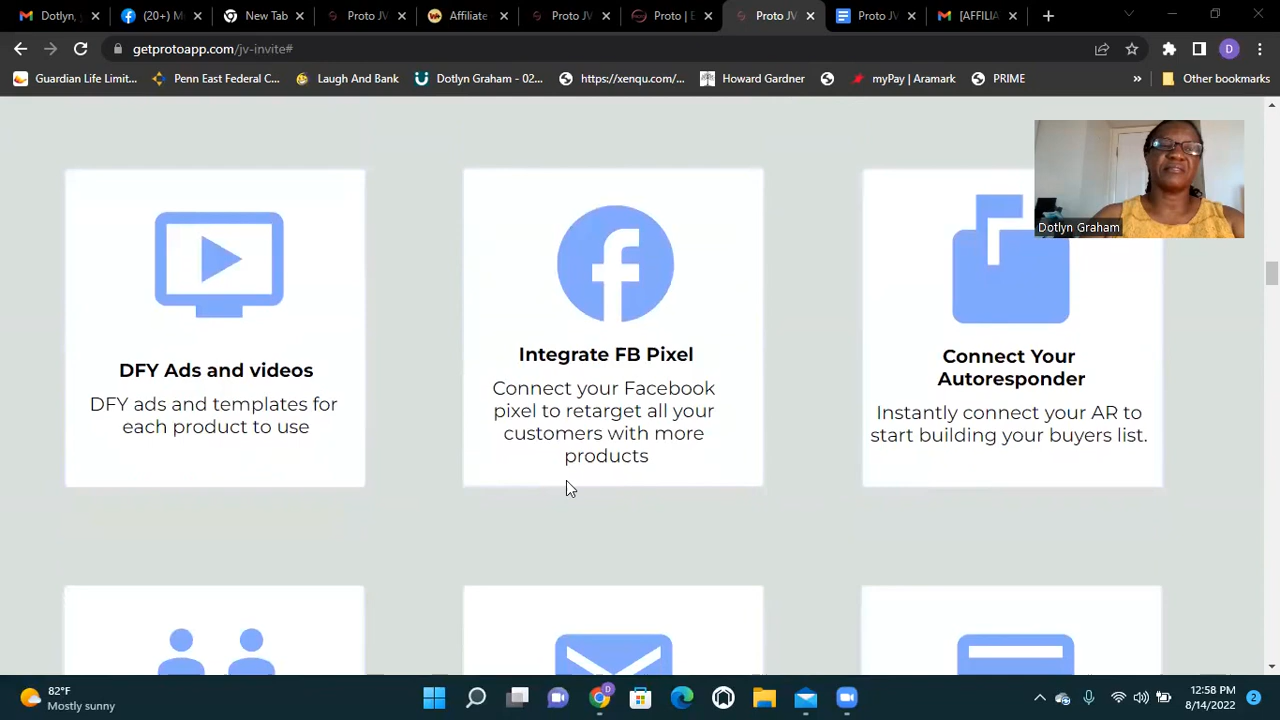 Dotlyn, y
(20+) M
New Tab
Proto JV
Affiliate
Proto JV
Proto | E
Proto JV
Proto JV
[AFFILIA
getprotoapp.com/jv-invite#
D
Guardian Life Limit...
Penn East Federal C...
Laugh And Bank
Dotlyn Graham - 02...
https://xenqu.com/...
Howard Gardner
myPay | Aramark
PRIME
»
Other bookmarks
Dotlyn Graham
DFY Ads and videos
DFY ads and templates for
each product to use
Integrate FB Pixel
Connect your Facebook
pixel to retarget all your
customers with more
products
Connect Your
Autoresponder
Instantly connect your AR to
start building your buyers list.
82°F
Mostly sunny
D
12:58 PM
8/14/2022
2